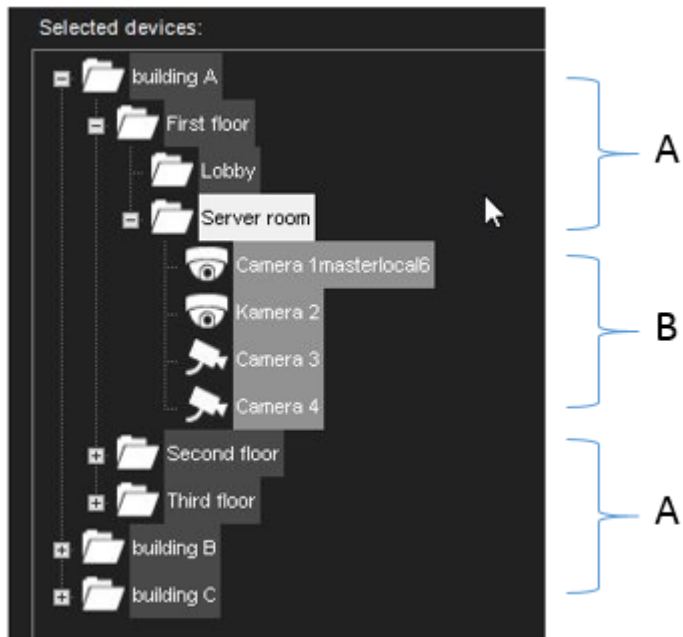 Selected devices:
building A
First floor
Lobby
Server room
Camera 1masterlocal6
Kamera 2
Camera 3
Camera 4
Second floor
Third floor
building B
building C
A
B
A